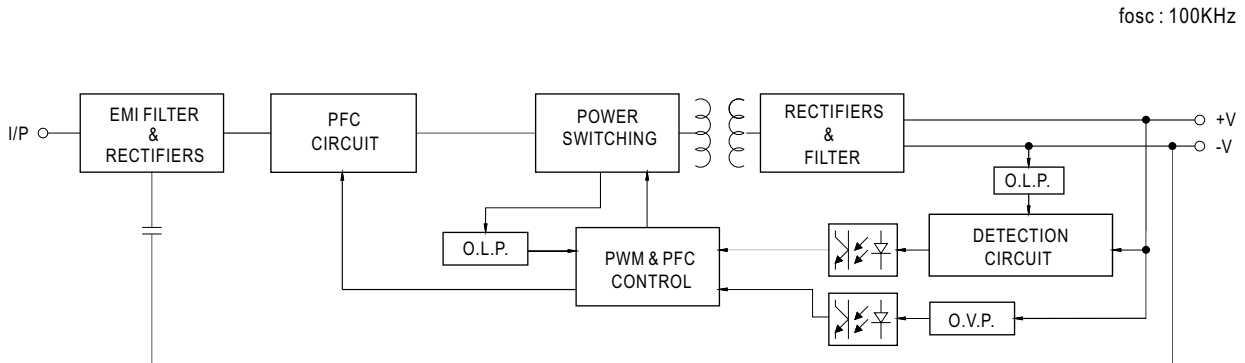 fosc : 100KHz
I/P
EMI FILTER
&
RECTIFIERS
PFC
CIRCUIT
POWER
SWITCHING
RECTIFIERS
&
FILTER
+V
-V
O.L.P.
O.L.P.
PWM & PFC
CONTROL
DETECTION
CIRCUIT
O.V.P.